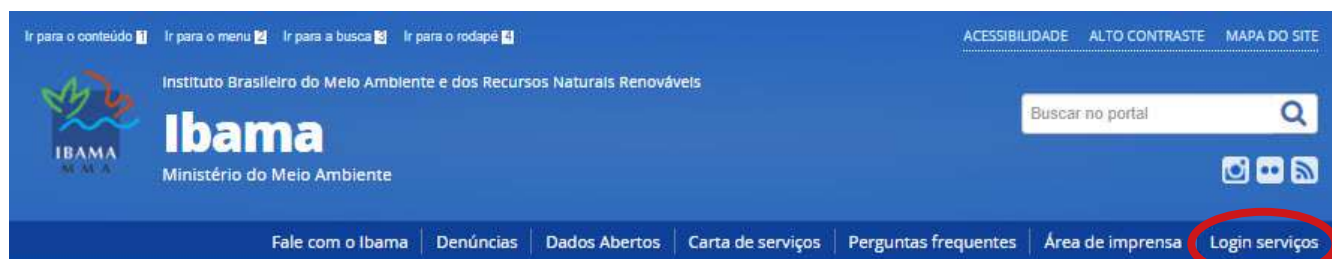 Ir para o conteúdo 1 Ir para o menu 2 Ir para a busca 3 Ir para o rodapé 4
ACESSIBILIDADE ALTO CONTRASTE MAPA DO SITE
Instituto Brasileiro do Meio Ambiente e dos Recursos Naturais Renováveis
Buscar no portal
Ibama
IBAMA
M M A
Ministério do Meio Ambiente
Fale com o Ibama Denúncias Dados Abertos Carta de serviços Perguntas frequentes Área de imprensa Login serviços